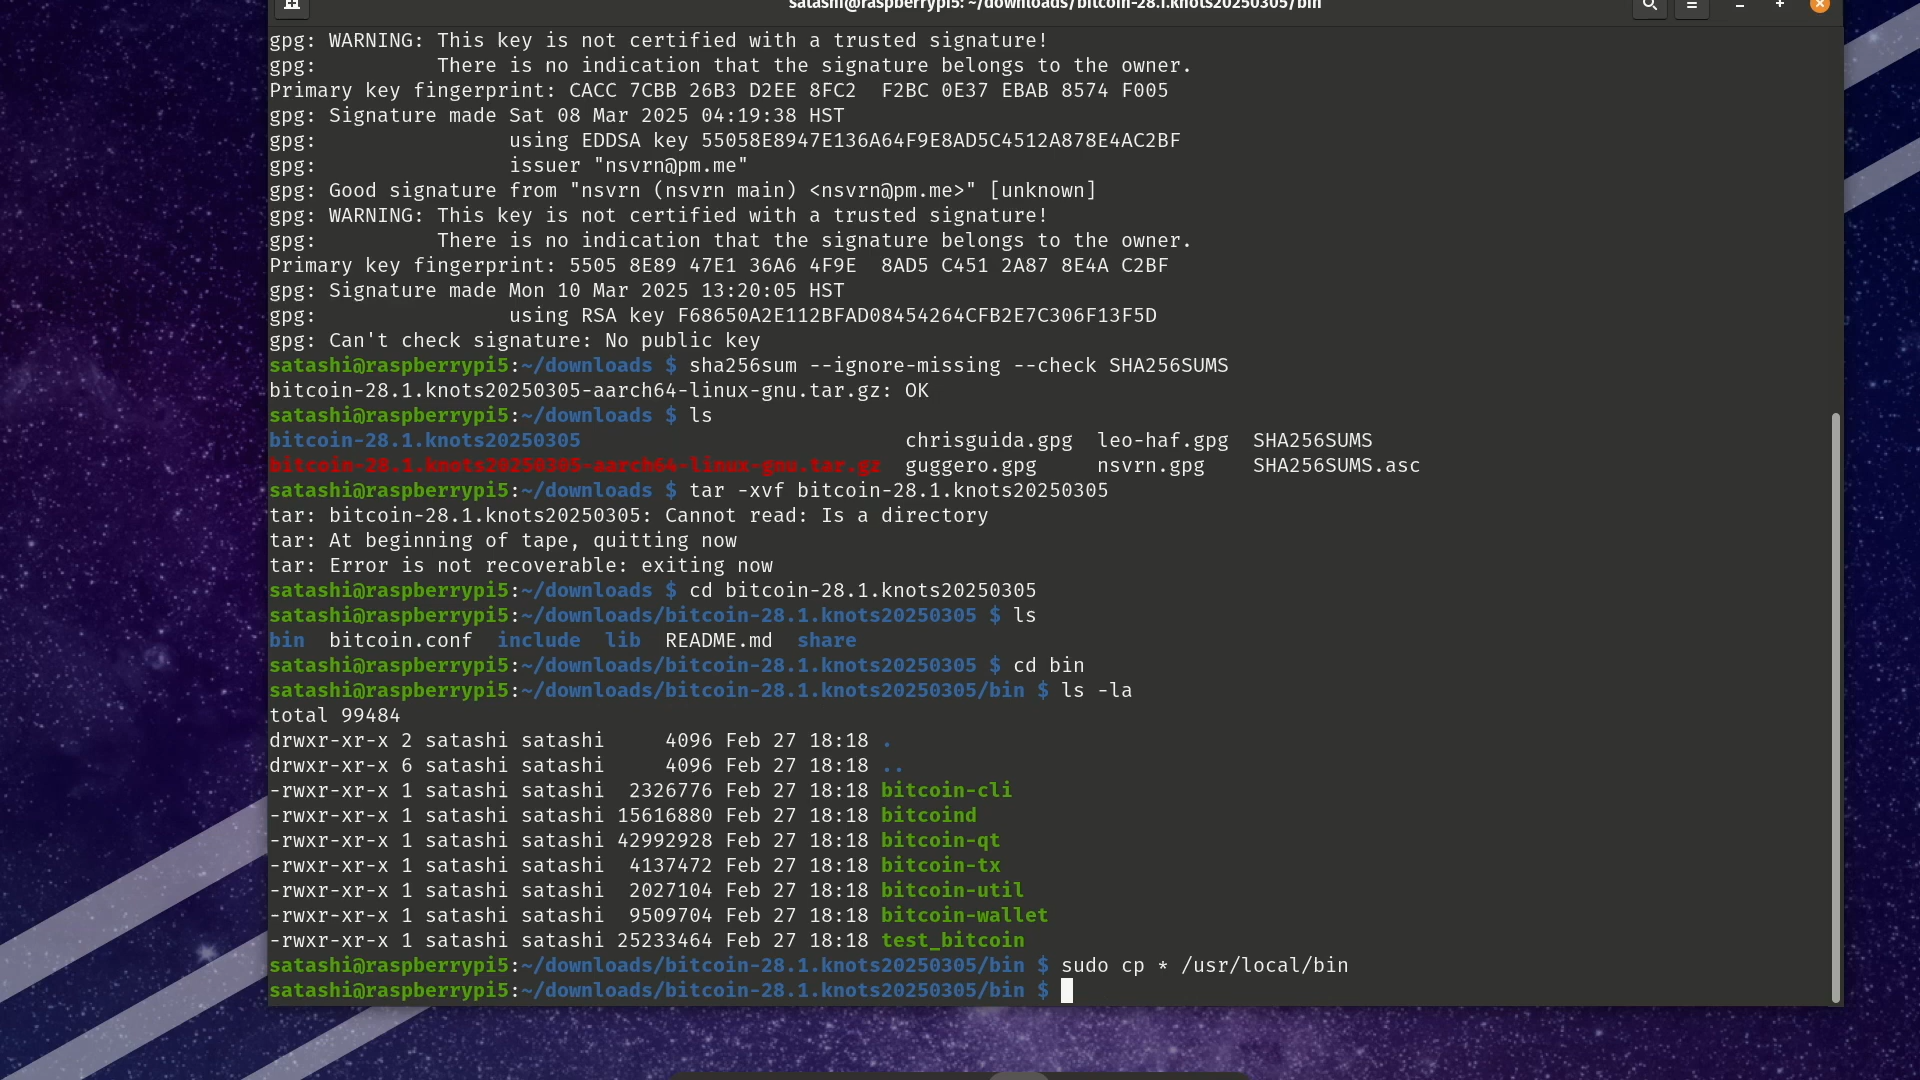 satashi@raspberrypi5: ~/downloads/bitcoin-28.1.knots20250305/bin
gpg: WARNING: This key is not certified with a trusted signature!
gpg:          There is no indication that the signature belongs to the owner.
Primary key fingerprint: CACC 7CBB 26B3 D2EE 8FC2  F2BC 0E37 EBAB 8574 F005
gpg: Signature made Sat 08 Mar 2025 04:19:38 HST
gpg:                using EDDSA key 55058E8947E136A64F9E8AD5C4512A878E4AC2BF
gpg:                issuer "nsvrn@pm.me"
gpg: Good signature from "nsvrn (nsvrn main) <nsvrn@pm.me>" [unknown]
gpg: WARNING: This key is not certified with a trusted signature!
gpg:          There is no indication that the signature belongs to the owner.
Primary key fingerprint: 5505 8E89 47E1 36A6 4F9E  8AD5 C451 2A87 8E4A C2BF
gpg: Signature made Mon 10 Mar 2025 13:20:05 HST
gpg:                using RSA key F68650A2E112BFAD08454264CFB2E7C306F13F5D
gpg: Can't check signature: No public key
satashi@raspberrypi5:~/downloads $ sha256sum --ignore-missing --check SHA256SUMS
bitcoin-28.1.knots20250305-aarch64-linux-gnu.tar.gz: OK
satashi@raspberrypi5:~/downloads $ ls
bitcoin-28.1.knots20250305                           chrisguida.gpg  leo-haf.gpg  SHA256SUMS
bitcoin-28.1.knots20250305-aarch64-linux-gnu.tar.gz  guggero.gpg     nsvrn.gpg    SHA256SUMS.asc
satashi@raspberrypi5:~/downloads $ tar -xvf bitcoin-28.1.knots20250305
tar: bitcoin-28.1.knots20250305: Cannot read: Is a directory
tar: At beginning of tape, quitting now
tar: Error is not recoverable: exiting now
satashi@raspberrypi5:~/downloads $ cd bitcoin-28.1.knots20250305
satashi@raspberrypi5:~/downloads/bitcoin-28.1.knots20250305 $ ls
bin  bitcoin.conf  include  lib  README.md  share
satashi@raspberrypi5:~/downloads/bitcoin-28.1.knots20250305 $ cd bin
satashi@raspberrypi5:~/downloads/bitcoin-28.1.knots20250305/bin $ ls -la
total 99484
drwxr-xr-x 2 satashi satashi     4096 Feb 27 18:18 .
drwxr-xr-x 6 satashi satashi     4096 Feb 27 18:18 ..
-rwxr-xr-x 1 satashi satashi  2326776 Feb 27 18:18 bitcoin-cli
-rwxr-xr-x 1 satashi satashi 15616880 Feb 27 18:18 bitcoind
-rwxr-xr-x 1 satashi satashi 42992928 Feb 27 18:18 bitcoin-qt
-rwxr-xr-x 1 satashi satashi  4137472 Feb 27 18:18 bitcoin-tx
-rwxr-xr-x 1 satashi satashi  2027104 Feb 27 18:18 bitcoin-util
-rwxr-xr-x 1 satashi satashi  9509704 Feb 27 18:18 bitcoin-wallet
-rwxr-xr-x 1 satashi satashi 25233464 Feb 27 18:18 test_bitcoin
satashi@raspberrypi5:~/downloads/bitcoin-28.1.knots20250305/bin $ sudo cp * /usr/local/bin
satashi@raspberrypi5:~/downloads/bitcoin-28.1.knots20250305/bin $